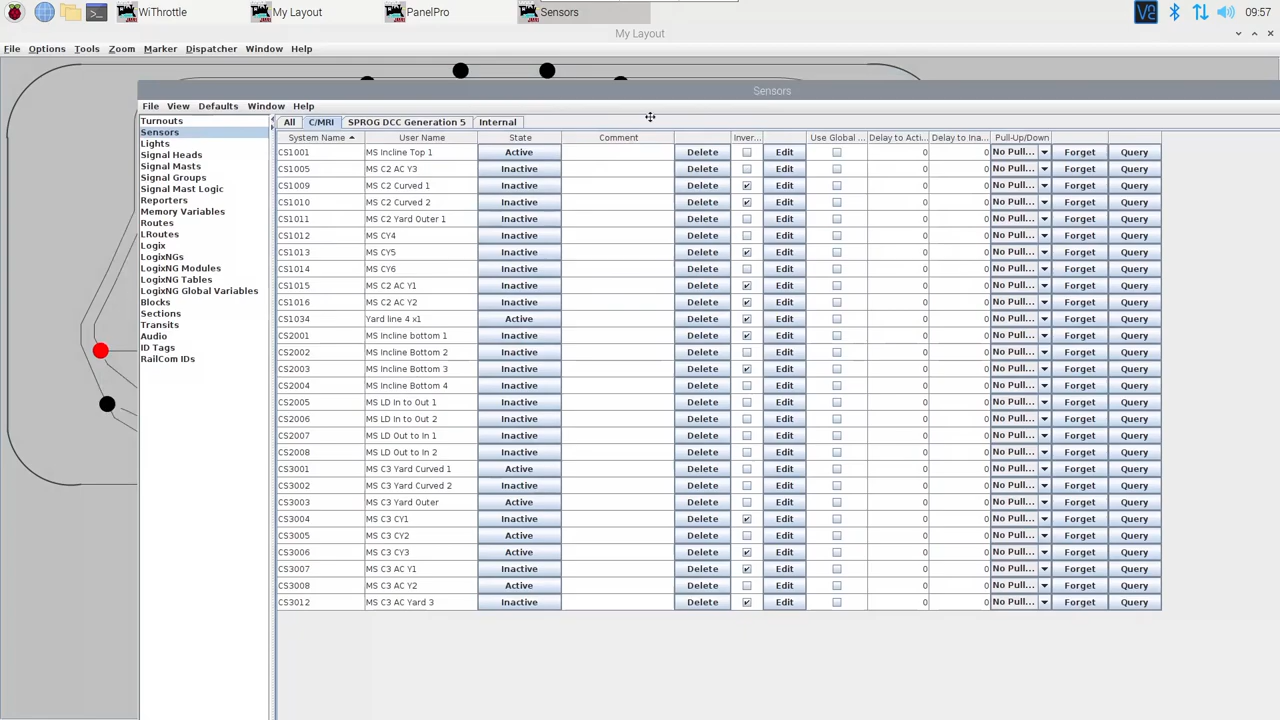 WiThrottle My Layout PanelPro Sensors 09:57
My Layout
File Options Tools Zoom Marker Dispatcher Window Help
Sensors
File View Defaults Window Help
Turnouts
Sensors
Lights
Signal Heads
Signal Masts
Signal Groups
Signal Mast Logic
Reporters
Memory Variables
Routes
LRoutes
Logix
LogixNGs
LogixNG Modules
LogixNG Tables
LogixNG Global Variables
Blocks
Sections
Transits
Audio
ID Tags
RailCom IDs
All C/MRI SPROG DCC Generation 5 Internal
System Name User Name State Comment Inver... Use Global ... Delay to Acti... Delay to Ina... Pull-Up/Down
CS1001 MS Incline Top 1 Active Delete Edit 0 0 No Pull... Forget Query
CS1005 MS C2 AC Y3 Inactive Delete Edit 0 0 No Pull... Forget Query
CS1009 MS C2 Curved 1 Inactive Delete Edit 0 0 No Pull... Forget Query
CS1010 MS C2 Curved 2 Inactive Delete Edit 0 0 No Pull... Forget Query
CS1011 MS C2 Yard Outer 1 Inactive Delete Edit 0 0 No Pull... Forget Query
CS1012 MS CY4 Inactive Delete Edit 0 0 No Pull... Forget Query
CS1013 MS CY5 Inactive Delete Edit 0 0 No Pull... Forget Query
CS1014 MS CY6 Inactive Delete Edit 0 0 No Pull... Forget Query
CS1015 MS C2 AC Y1 Inactive Delete Edit 0 0 No Pull... Forget Query
CS1016 MS C2 AC Y2 Inactive Delete Edit 0 0 No Pull... Forget Query
CS1034 Yard line 4 x1 Active Delete Edit 0 0 No Pull... Forget Query
CS2001 MS Incline bottom 1 Inactive Delete Edit 0 0 No Pull... Forget Query
CS2002 MS Incline Bottom 2 Inactive Delete Edit 0 0 No Pull... Forget Query
CS2003 MS Incline Bottom 3 Inactive Delete Edit 0 0 No Pull... Forget Query
CS2004 MS Incline Bottom 4 Inactive Delete Edit 0 0 No Pull... Forget Query
CS2005 MS LD In to Out 1 Inactive Delete Edit 0 0 No Pull... Forget Query
CS2006 MS LD In to Out 2 Inactive Delete Edit 0 0 No Pull... Forget Query
CS2007 MS LD Out to In 1 Inactive Delete Edit 0 0 No Pull... Forget Query
CS2008 MS LD Out to In 2 Inactive Delete Edit 0 0 No Pull... Forget Query
CS3001 MS C3 Yard Curved 1 Active Delete Edit 0 0 No Pull... Forget Query
CS3002 MS C3 Yard Curved 2 Inactive Delete Edit 0 0 No Pull... Forget Query
CS3003 MS C3 Yard Outer Active Delete Edit 0 0 No Pull... Forget Query
CS3004 MS C3 CY1 Inactive Delete Edit 0 0 No Pull... Forget Query
CS3005 MS C3 CY2 Active Delete Edit 0 0 No Pull... Forget Query
CS3006 MS C3 CY3 Active Delete Edit 0 0 No Pull... Forget Query
CS3007 MS C3 AC Y1 Inactive Delete Edit 0 0 No Pull... Forget Query
CS3008 MS C3 AC Y2 Active Delete Edit 0 0 No Pull... Forget Query
CS3012 MS C3 AC Yard 3 Inactive Delete Edit 0 0 No Pull... Forget Query